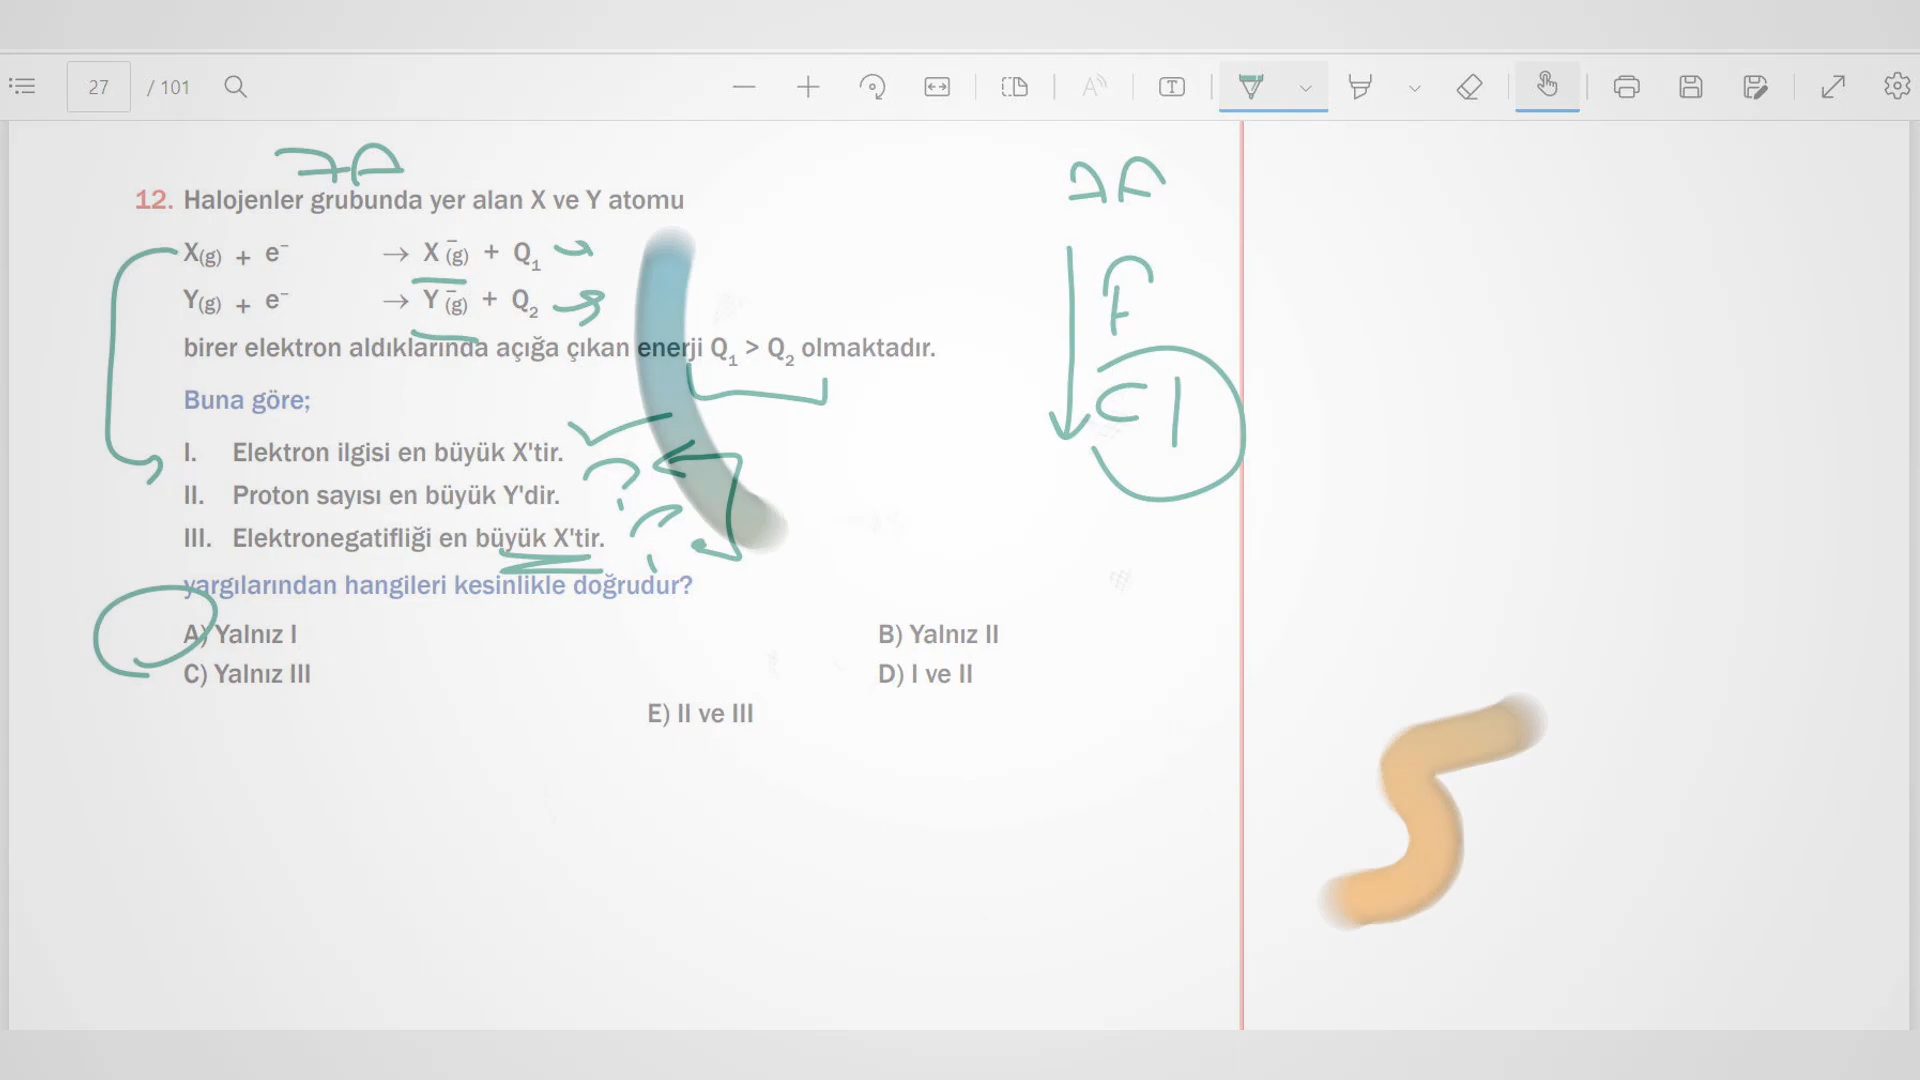 27 / 101
7A
7A
12. Halojenler grubunda yer alan X ve Y atomu
X(g) + e⁻ → X⁻(g) + Q₁
Y(g) + e⁻ → Y⁻(g) + Q₂
F
birer elektron aldıklarında açığa çıkan enerji Q₁ > Q₂ olmaktadır.
Cl
Buna göre;
I. Elektron ilgisi en büyük X'tir.
II. Proton sayısı en büyük Y'dir. ?
III. Elektronegatifliği en büyük X'tir. ?
yargılarından hangileri kesinlikle doğrudur?
A) Yalnız I B) Yalnız II
C) Yalnız III D) I ve II
E) II ve III